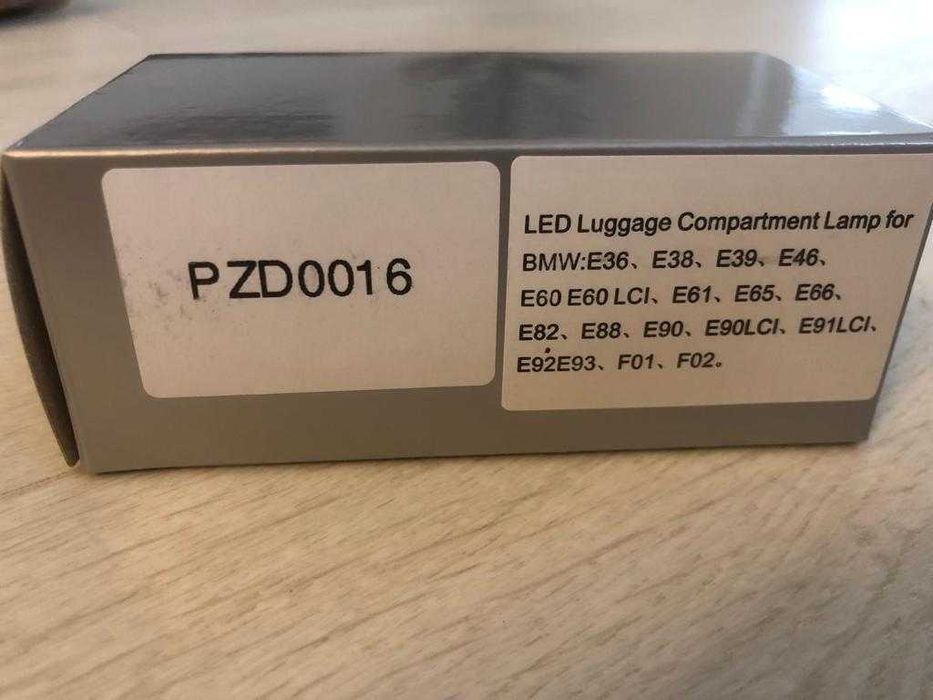 PZD0016
LED Luggage Compartment Lamp for
BMW:E36、E38、E39、E46、
E60 E60 LCI、E61、E65、E66、
E82、E88、E90、E90LCI、E91LCI、
E92E93、F01、F02。